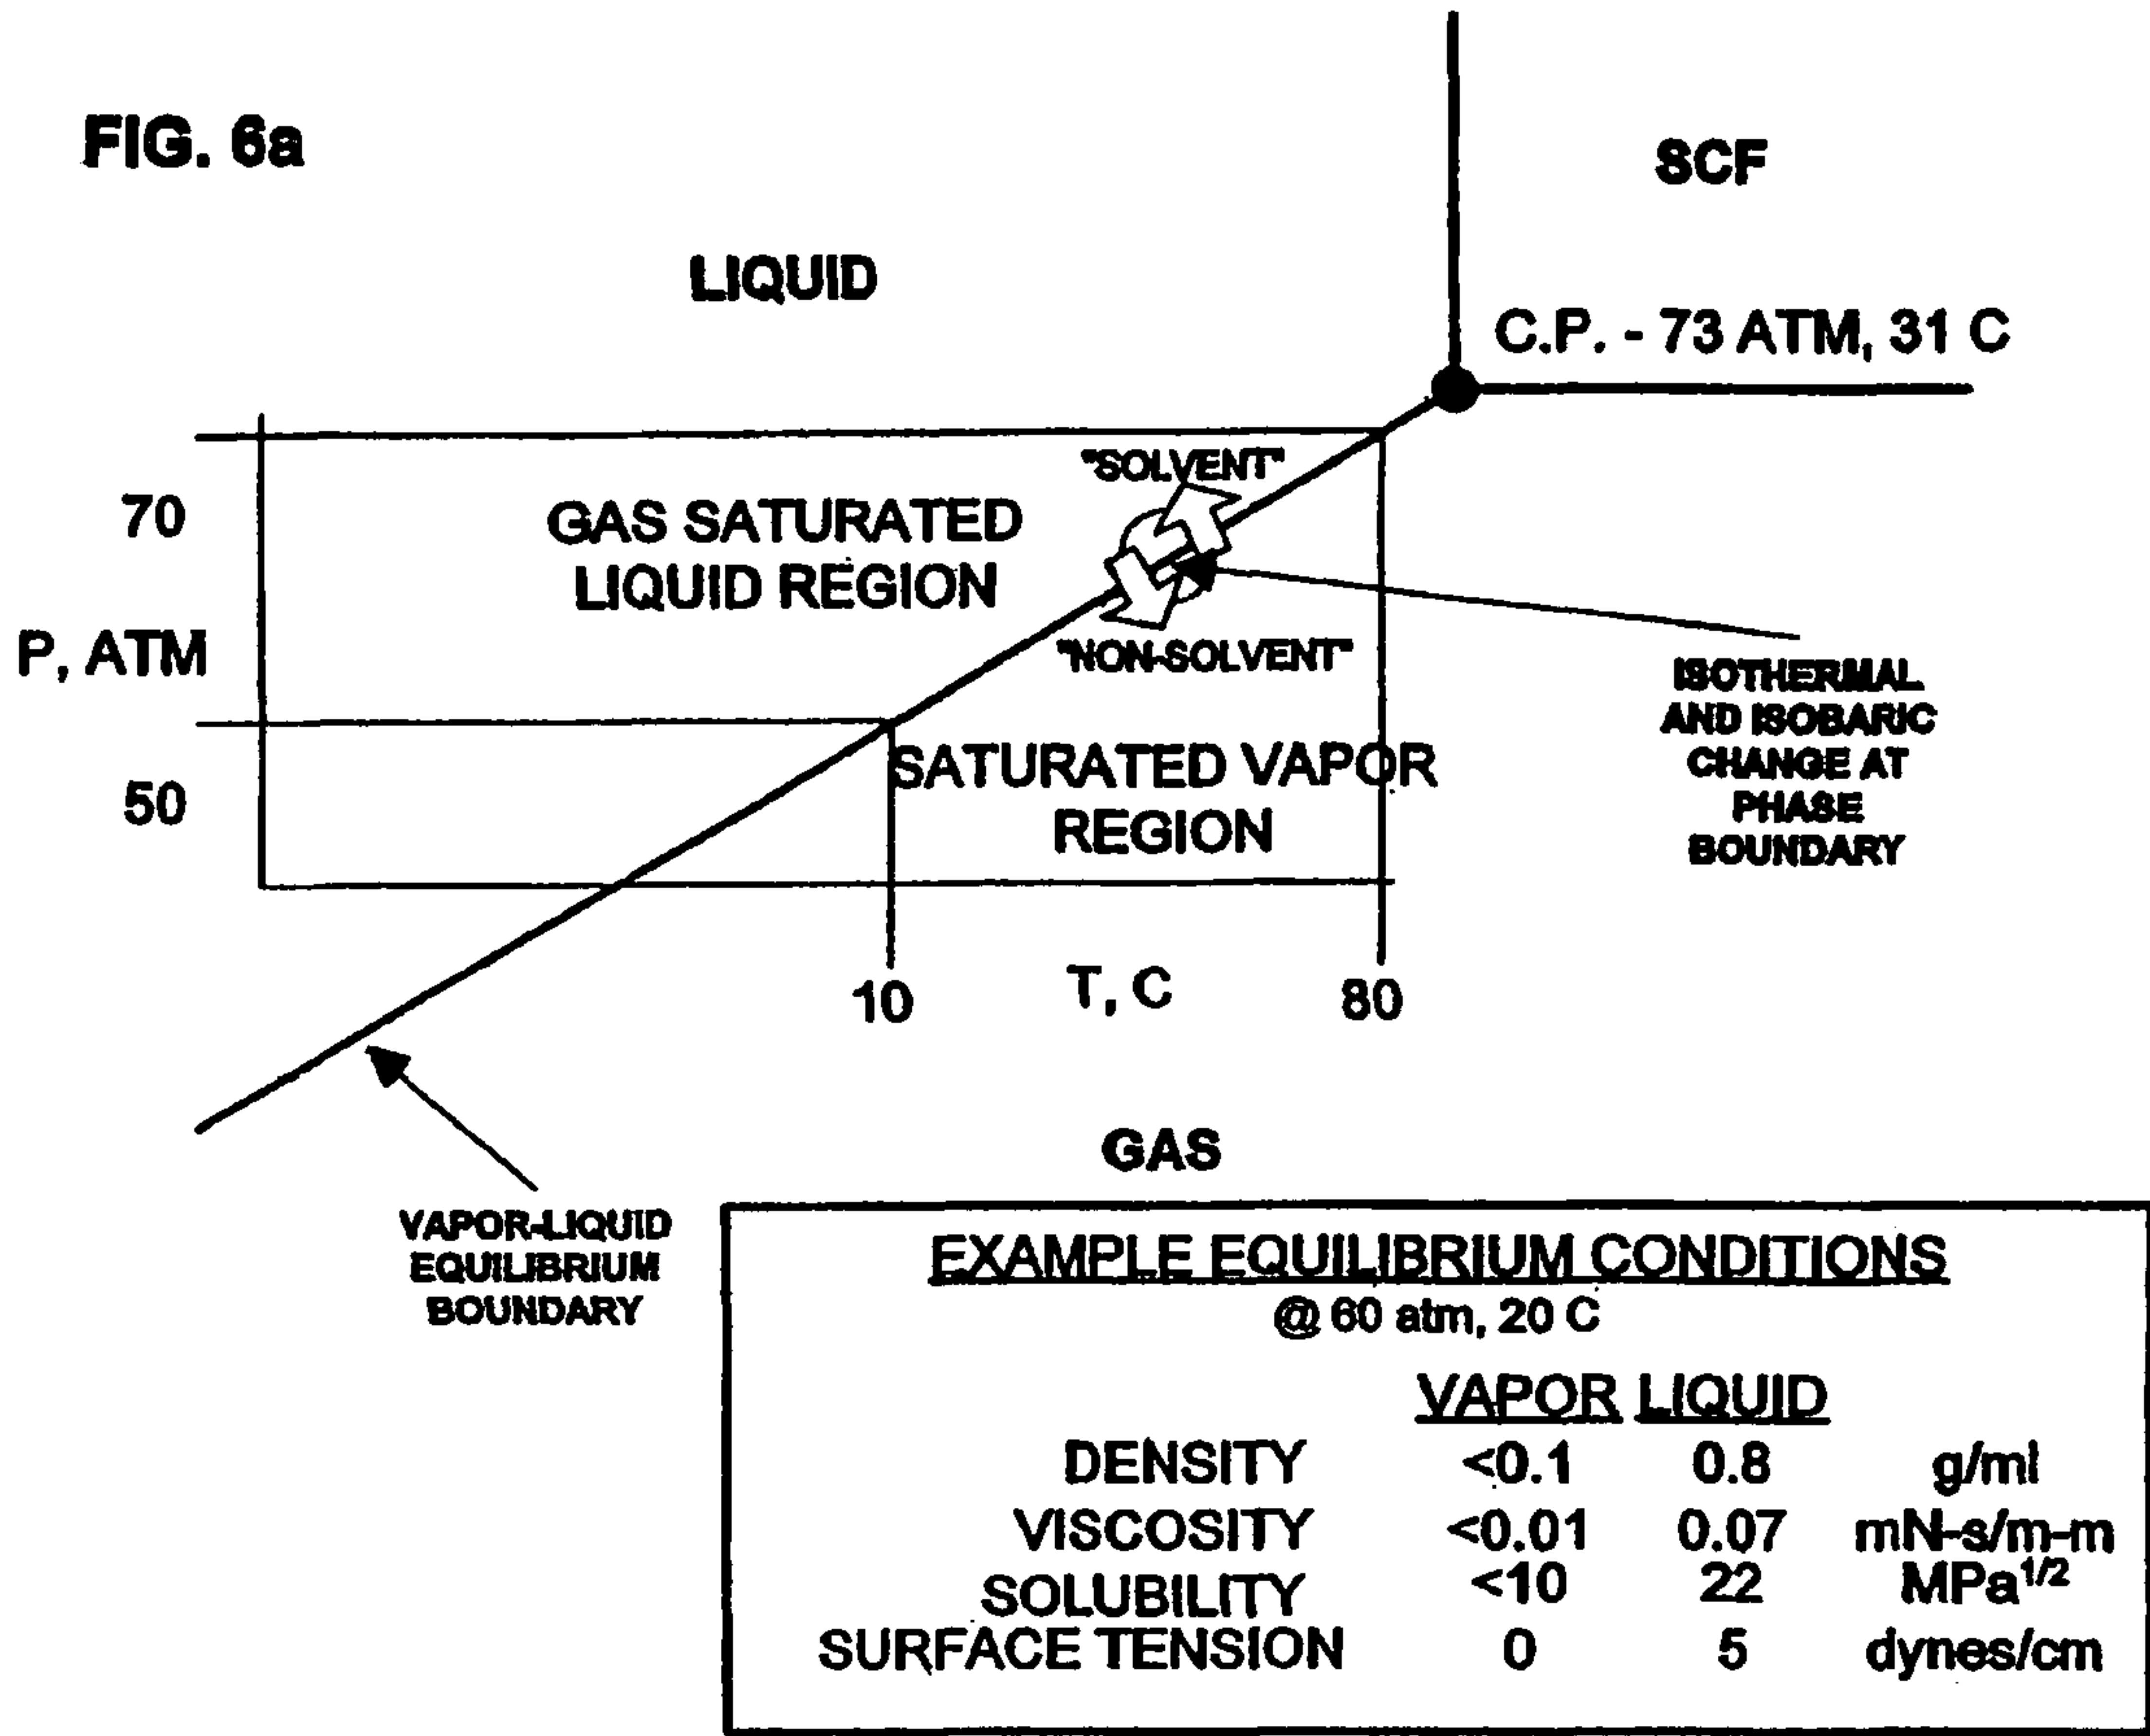 FIG. 6a
SCF
LIQUID
C.P. - 73 ATM, 31 C
"SOLVENT"
GAS SATURATED
LIQUID REGION
70
P, ATM
"NON-SOLVENT"
ISOTHERMAL
AND ISOBARIC
CHANGE AT
PHASE
BOUNDARY
SATURATED VAPOR
REGION
50
10
T, C
80
GAS
VAPOR-LIQUID
EQUILIBRIUM
BOUNDARY
EXAMPLE EQUILIBRIUM CONDITIONS
@ 60 atm, 20 C
VAPOR LIQUID
DENSITY <0.1 0.8 g/ml
VISCOSITY <0.01 0.07 mN-s/m-m
SOLUBILITY <10 22 MPa^1/2
SURFACE TENSION 0 5 dynes/cm